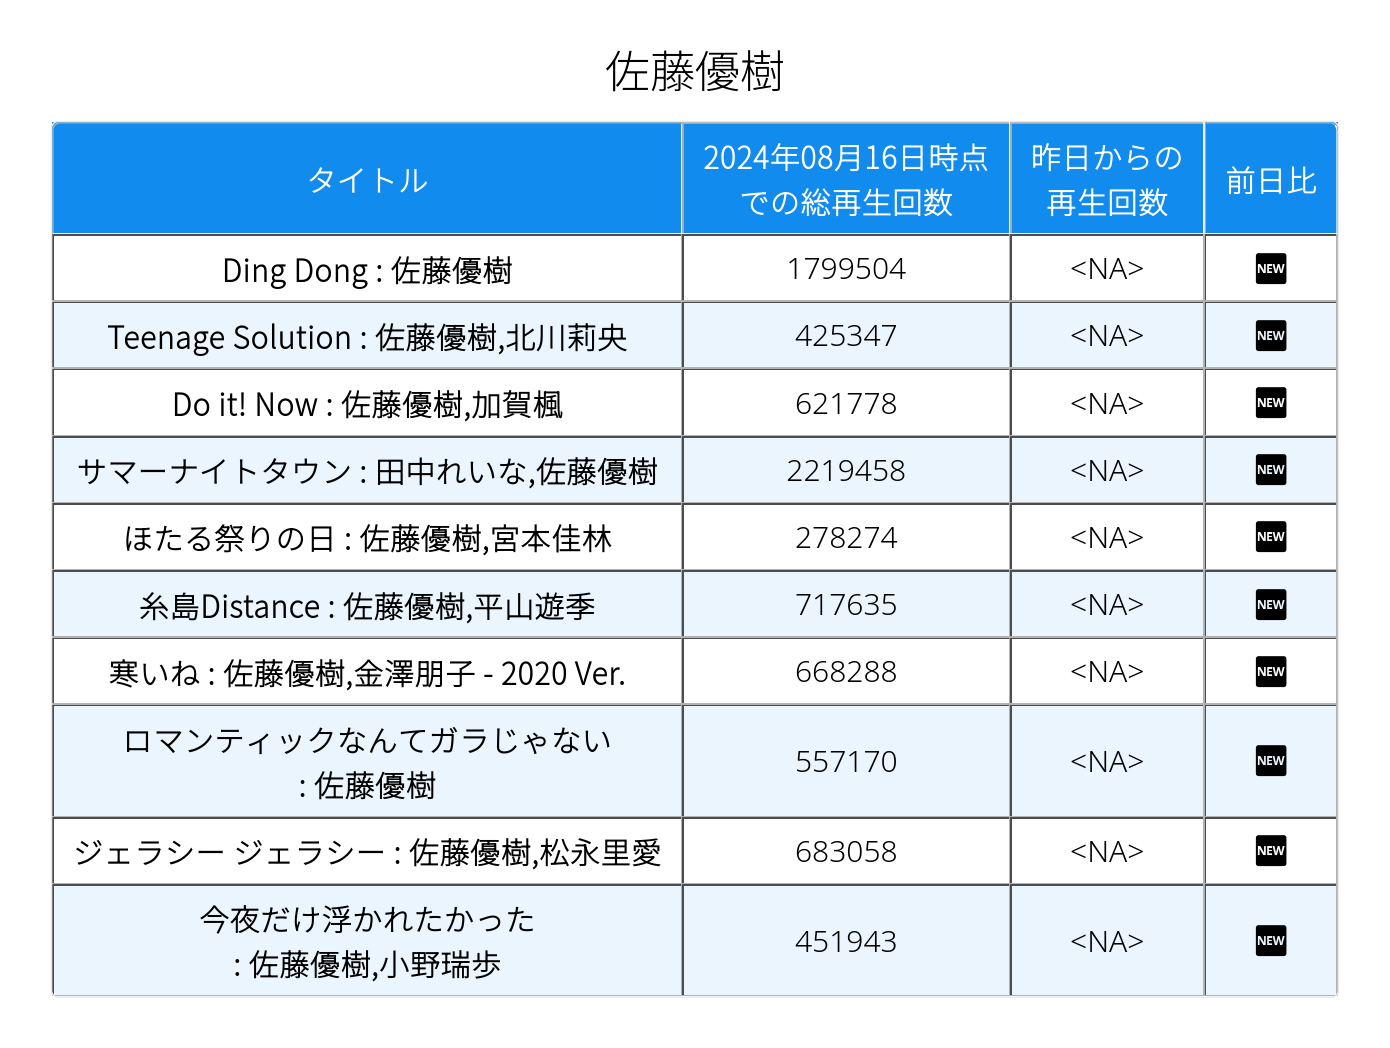 佐藤優樹
タイトル
2024年08月16日時点
での総再生回数
昨日からの
再生回数
前日比
Ding Dong : 佐藤優樹
1799504
<NA>
NEW
Teenage Solution : 佐藤優樹,北川莉央
425347
<NA>
NEW
Do it! Now : 佐藤優樹,加賀楓
621778
<NA>
NEW
サマーナイトタウン : 田中れいな,佐藤優樹
2219458
<NA>
NEW
ほたる祭りの日 : 佐藤優樹,宮本佳林
278274
<NA>
NEW
糸島Distance : 佐藤優樹,平山遊季
717635
<NA>
NEW
寒いね : 佐藤優樹,金澤朋子 - 2020 Ver.
668288
<NA>
NEW
ロマンティックなんてガラじゃない
: 佐藤優樹
557170
<NA>
NEW
ジェラシー ジェラシー : 佐藤優樹,松永里愛
683058
<NA>
NEW
今夜だけ浮かれたかった
: 佐藤優樹,小野瑞歩
451943
<NA>
NEW